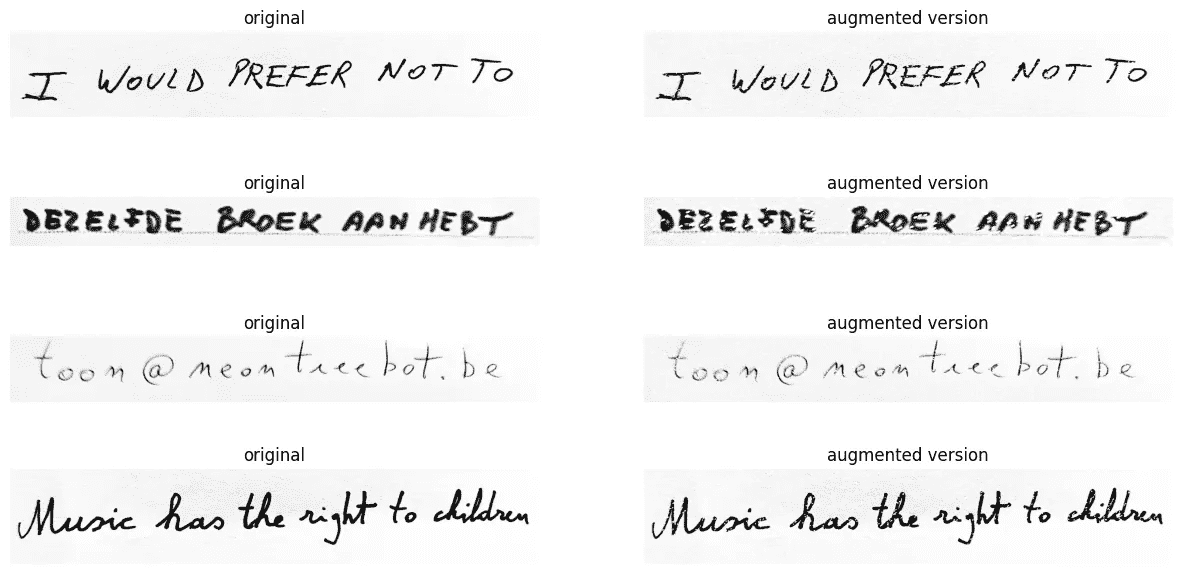 original augmented version
I WOULD PREFER NOT TO I WOULD PREFER NOT TO
original augmented version
DEZELFDE BROEK AAN HEBT DEZELFDE BROEK AAN HEBT
original augmented version
toon@neontreebot.be toon@neontreebot.be
original augmented version
Music has the right to children Music has the right to children